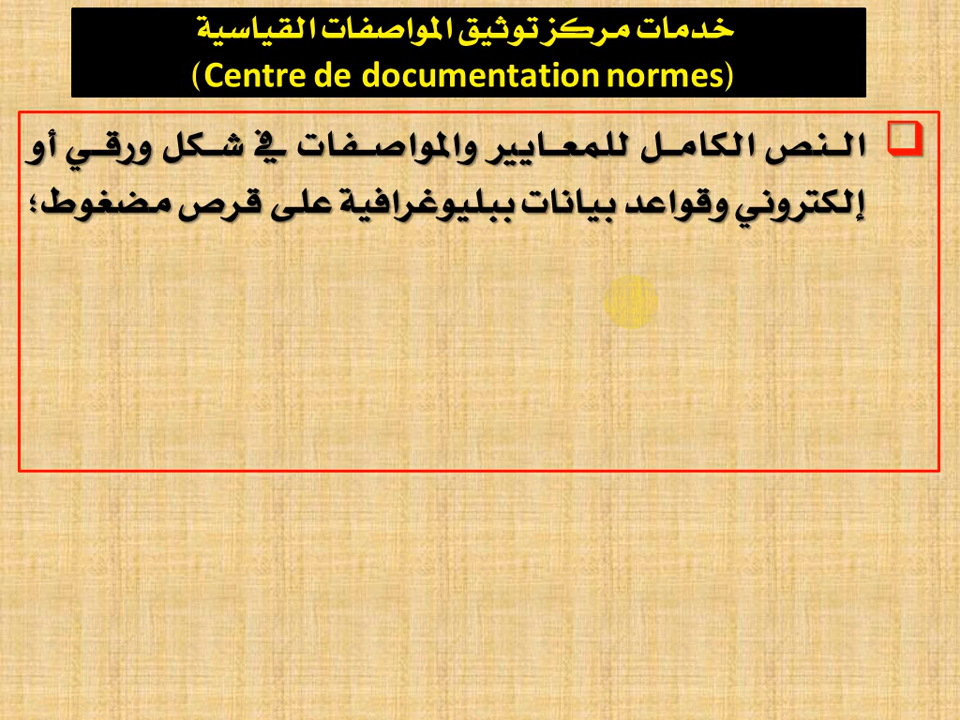 خدمات مركز توثيق المواصفات القياسية
(Centre de documentation normes)
النص الكامل للمعايير والمواصفات في شكل ورقي أو
إلكتروني وقواعد بيانات ببليوغرافية على قرص مضغوط؛